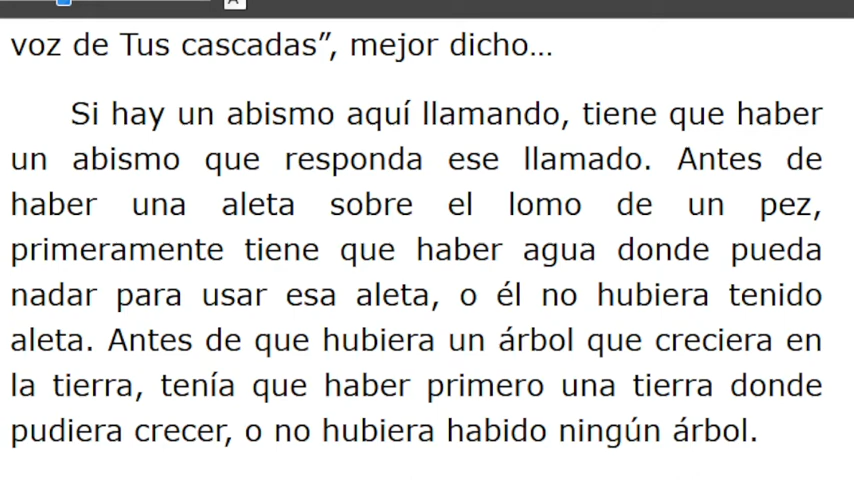 voz de Tus cascadas”, mejor dicho…
Si hay un abismo aquí llamando, tiene que haber
un abismo que responda ese llamado. Antes de
haber una aleta sobre el lomo de un pez,
primeramente tiene que haber agua donde pueda
nadar para usar esa aleta, o él no hubiera tenido
aleta. Antes de que hubiera un árbol que creciera en
la tierra, tenía que haber primero una tierra donde
pudiera crecer, o no hubiera habido ningún árbol.